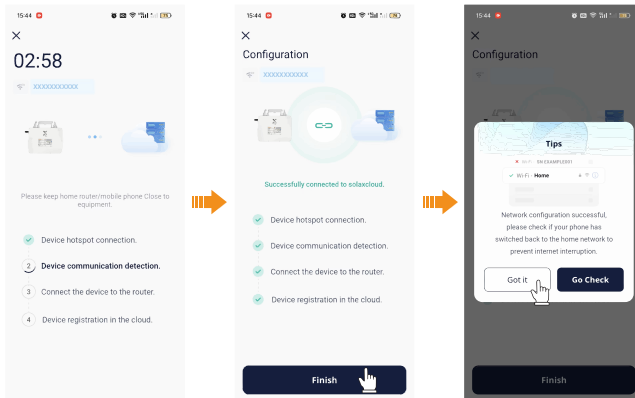 15:44
02:58
XXXXXXXXXXX
Please keep home router/mobile phone Close to
equipment.
Device hotspot connection.
2 Device communication detection.
3 Connect the device to the router.
4 Device registration in the cloud.
15:44
Configuration
XXXXXXXXXXX
Successfully connected to solaxcloud.
Device hotspot connection.
Device communication detection.
Connect the device to the router.
Device registration in the cloud.
Finish
15:44
Configuration
Tips
Wi-Fi · Home
Network configuration successful,
please check if your phone has
switched back to the home network to
prevent internet interruption.
Got it
Go Check
Finish